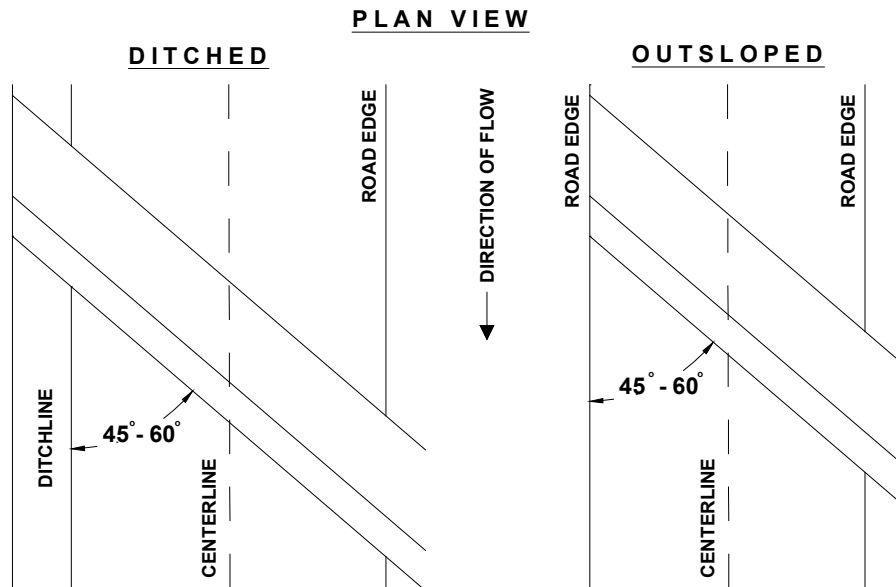 PLAN VIEW
DITCHED
OUTSLOPED
ROAD EDGE
DIRECTION OF FLOW
ROAD EDGE
ROAD EDGE
45° - 60°
45° - 60°
DITCHLINE
CENTERLINE
CENTERLINE